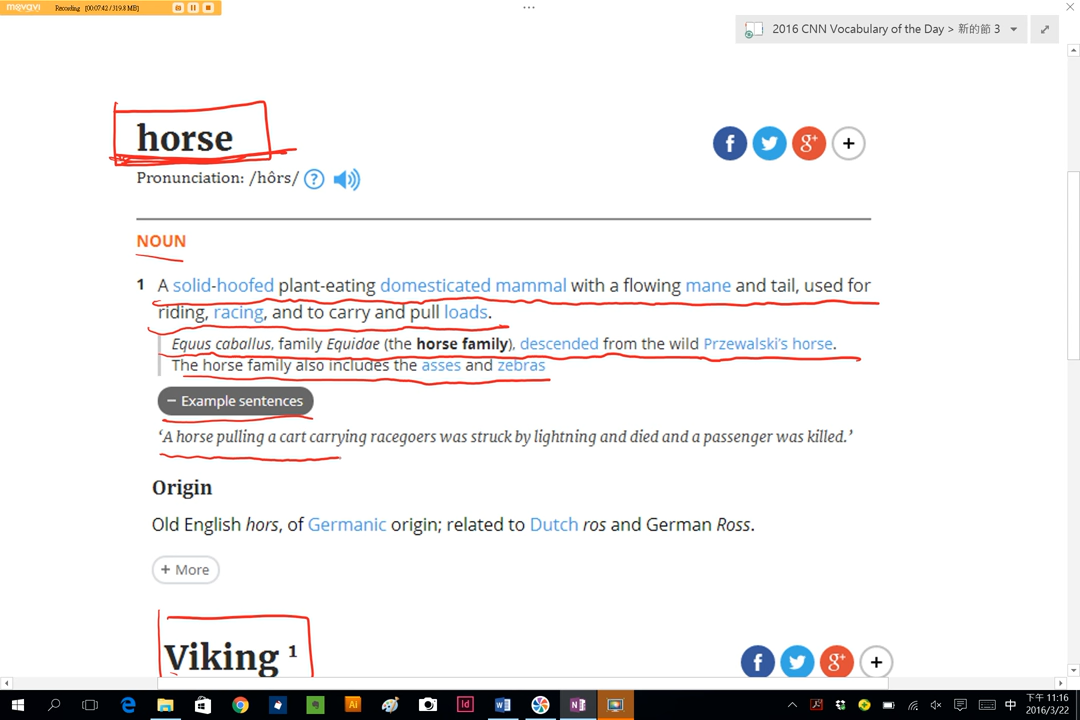 movavi Recording [00:07:42 / 319.8 MB]
2016 CNN Vocabulary of the Day > 新的節 3
horse
Pronunciation: /hôrs/ ?
NOUN
1 A solid-hoofed plant-eating domesticated mammal with a flowing mane and tail, used for
riding, racing, and to carry and pull loads.
Equus caballus, family Equidae (the horse family), descended from the wild Przewalski's horse.
The horse family also includes the asses and zebras
− Example sentences
‘A horse pulling a cart carrying racegoers was struck by lightning and died and a passenger was killed.’
Origin
Old English hors, of Germanic origin; related to Dutch ros and German Ross.
+ More
Viking 1
中
下午 11:16
2016/3/22